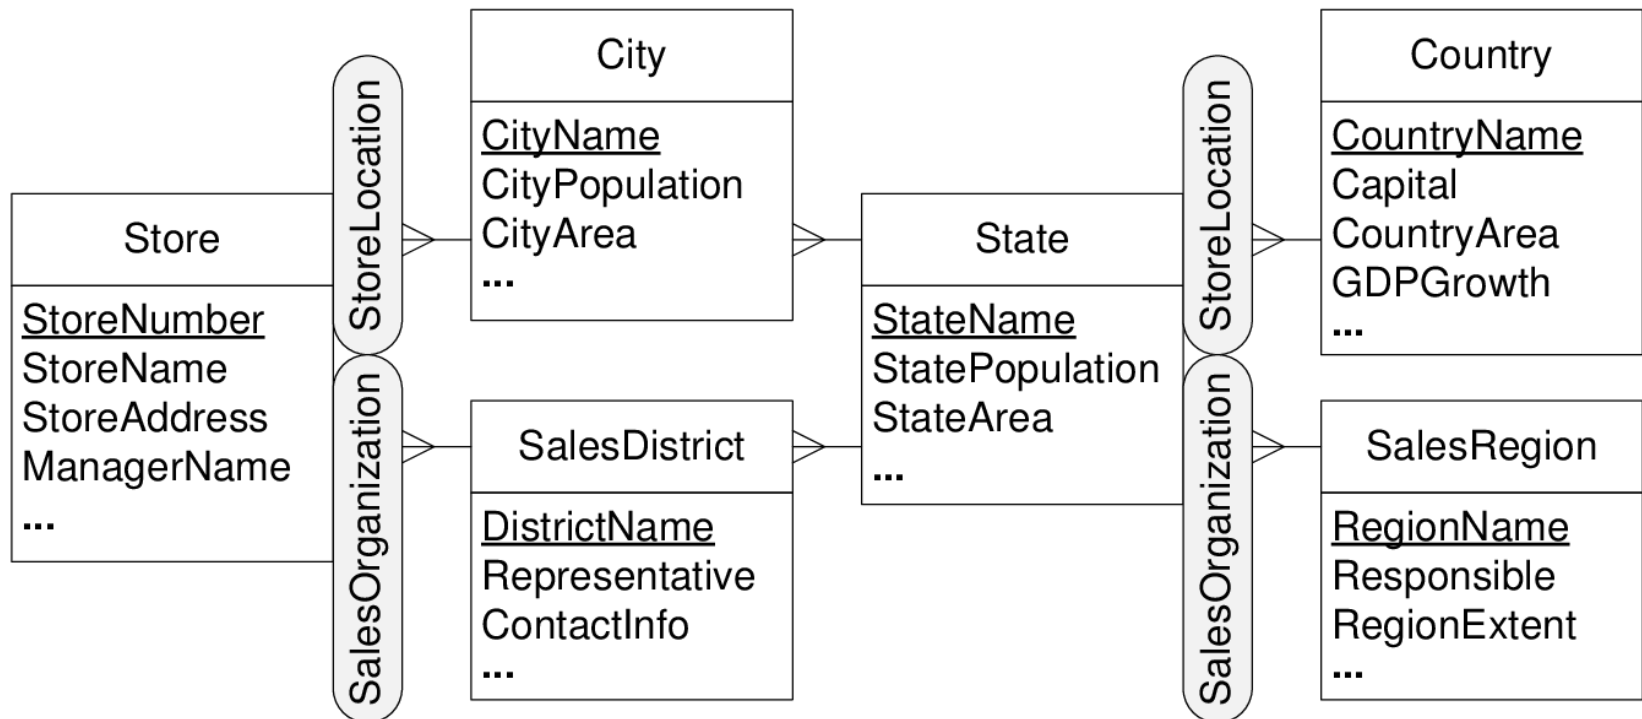 Store
StoreNumber
StoreName
StoreAddress
ManagerName
...
StoreLocation
SalesOrganization
City
CityName
CityPopulation
CityArea
...
SalesDistrict
DistrictName
Representative
ContactInfo
...
State
StateName
StatePopulation
StateArea
...
StoreLocation
SalesOrganization
Country
CountryName
Capital
CountryArea
GDPGrowth
...
SalesRegion
RegionName
Responsible
RegionExtent
...